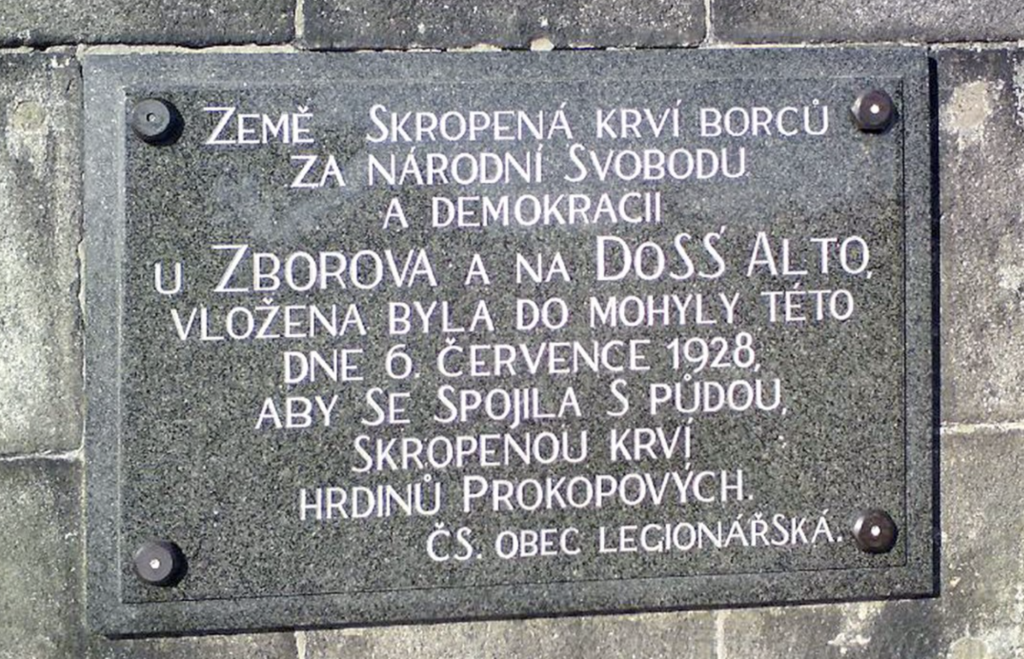 ZEMĚ SKROPENÁ KRVÍ BORCŮ
ZA NÁRODNÍ SVOBODU
A DEMOKRACII
U ZBOROVA A NA DOSS' ALTO,
VLOŽENA BYLA DO MOHYLY TÉTO
DNE 6. ČERVENCE 1928,
ABY SE SPOJILA S PŮDOU,
SKROPENOU KRVÍ
HRDINŮ PROKOPOVÝCH.
ČS. OBEC LEGIONÁŘSKÁ.